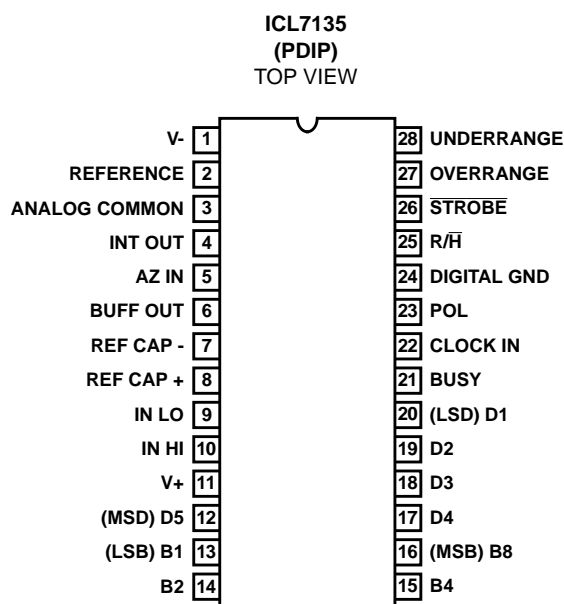 ICL7135
(PDIP)
TOP VIEW
V- 1 28 UNDERRANGE
REFERENCE 2 27 OVERRANGE
ANALOG COMMON 3 26 S̅T̅R̅O̅B̅E̅
INT OUT 4 25 R/H̅
AZ IN 5 24 DIGITAL GND
BUFF OUT 6 23 POL
REF CAP - 7 22 CLOCK IN
REF CAP + 8 21 BUSY
IN LO 9 20 (LSD) D1
IN HI 10 19 D2
V+ 11 18 D3
(MSD) D5 12 17 D4
(LSB) B1 13 16 (MSB) B8
B2 14 15 B4